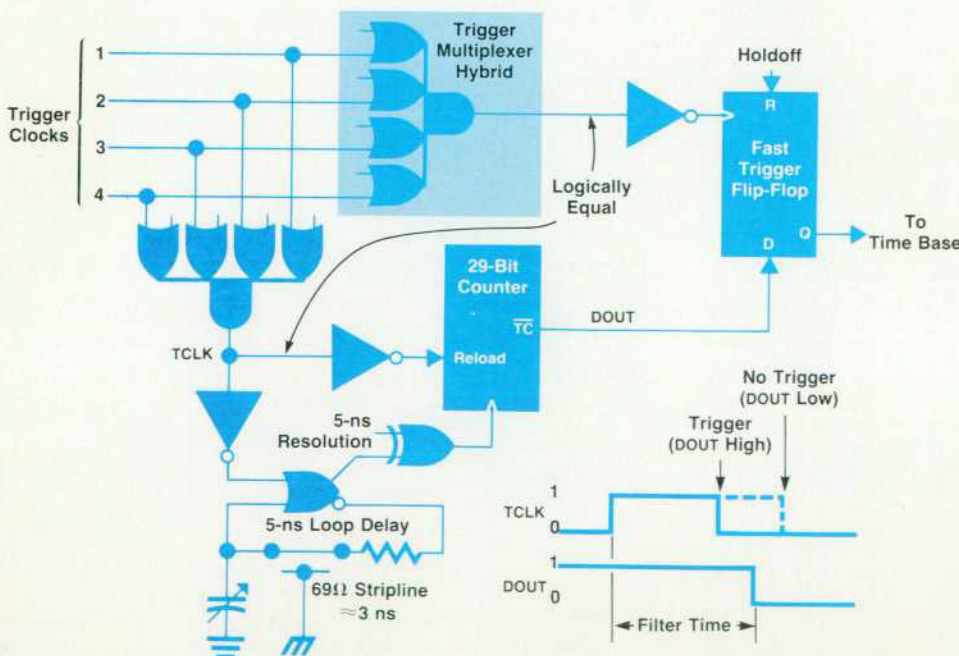 Trigger
Multiplexer
Hybrid
Holdoff
1
2
3
4
Trigger
Clocks
R
Fast
Trigger
Flip-Flop
Q
D
To
Time Base
Logically
Equal
29-Bit
Counter
TC
DOUT
Reload
TCLK
5-ns
Resolution
5-ns Loop Delay
69Ω Stripline
≈3 ns
No Trigger
(DOUT Low)
Trigger
(DOUT High)
1
TCLK
0
1
DOUT
0
Filter Time